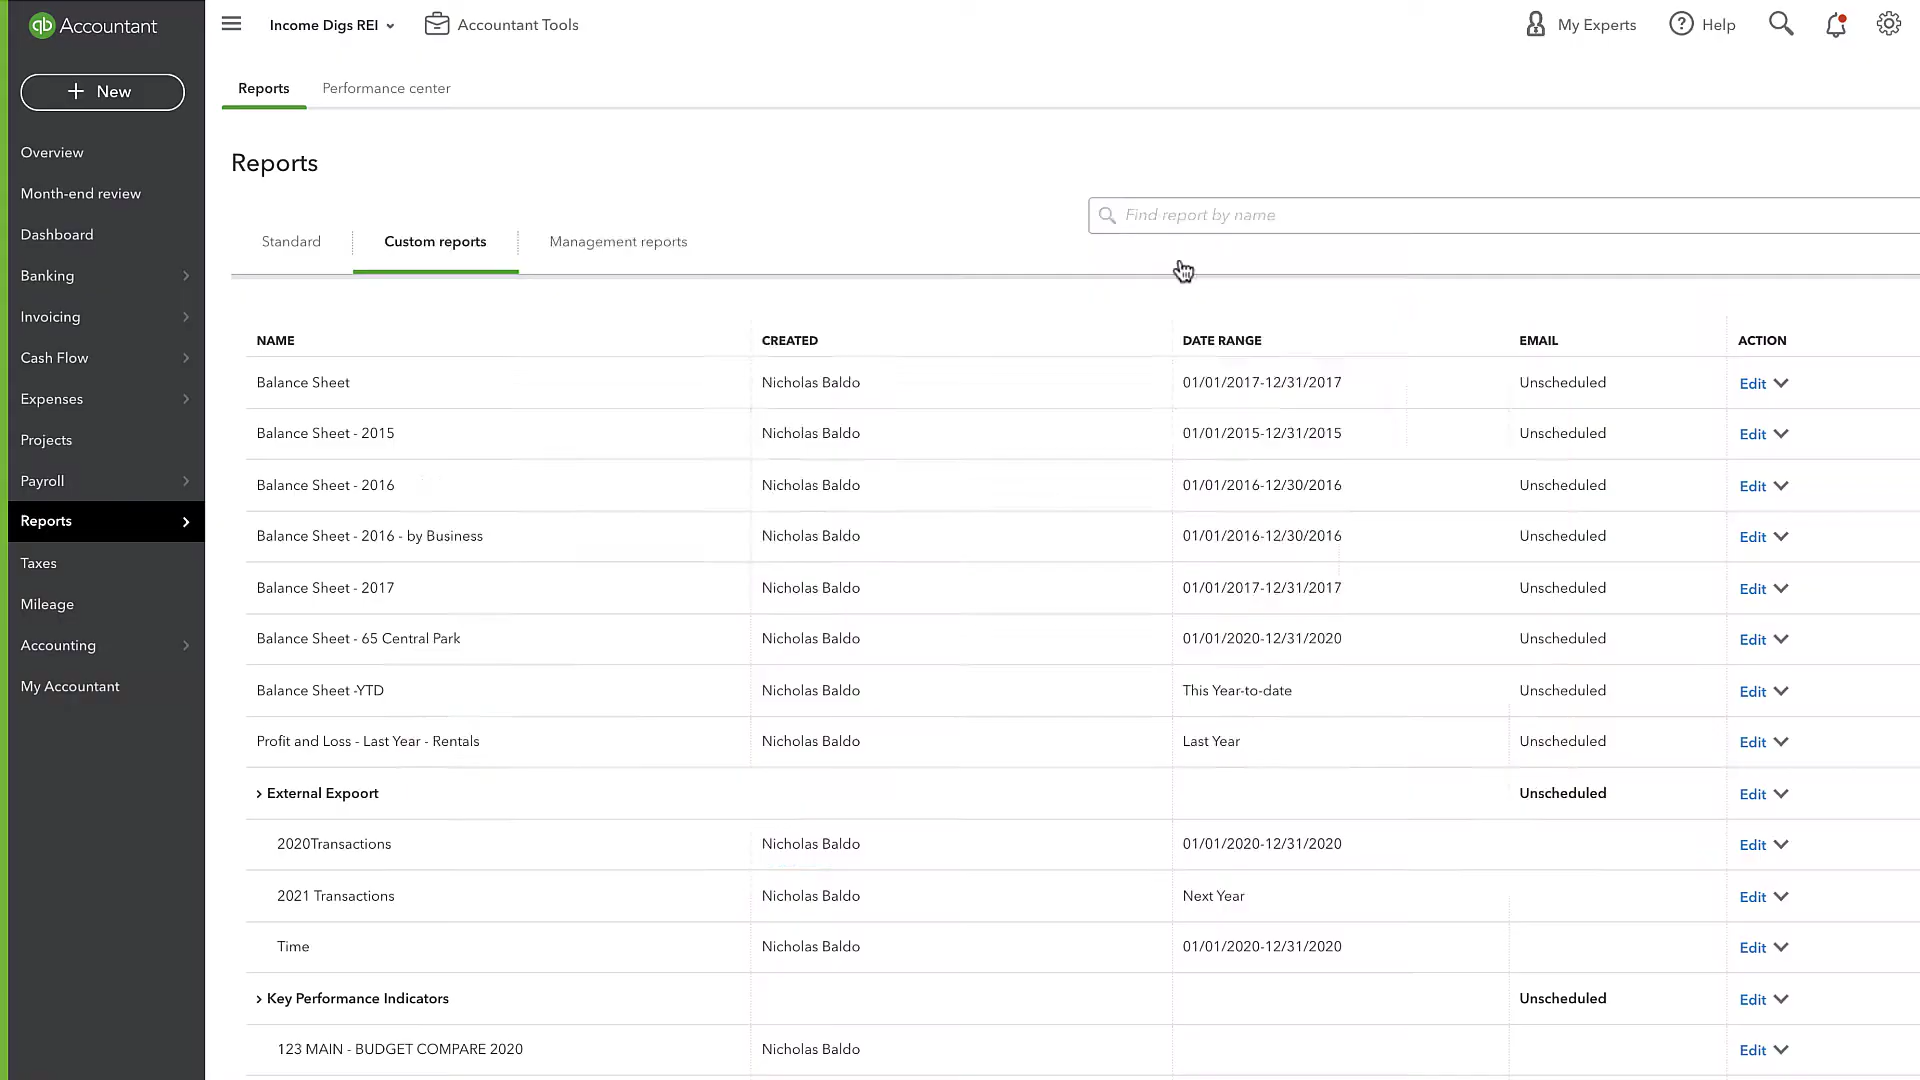 qb Accountant
Income Digs REI
Accountant Tools
My Experts
Help
New
Reports
Performance center
Overview
Month-end review
Dashboard
Banking
Invoicing
Cash Flow
Expenses
Projects
Payroll
Reports
Taxes
Mileage
Accounting
My Accountant
Reports
Find report by name
Standard
Custom reports
Management reports
NAME CREATED DATE RANGE EMAIL ACTION
Balance Sheet Nicholas Baldo 01/01/2017-12/31/2017 Unscheduled Edit
Balance Sheet - 2015 Nicholas Baldo 01/01/2015-12/31/2015 Unscheduled Edit
Balance Sheet - 2016 Nicholas Baldo 01/01/2016-12/30/2016 Unscheduled Edit
Balance Sheet - 2016 - by Business Nicholas Baldo 01/01/2016-12/30/2016 Unscheduled Edit
Balance Sheet - 2017 Nicholas Baldo 01/01/2017-12/31/2017 Unscheduled Edit
Balance Sheet - 65 Central Park Nicholas Baldo 01/01/2020-12/31/2020 Unscheduled Edit
Balance Sheet -YTD Nicholas Baldo This Year-to-date Unscheduled Edit
Profit and Loss - Last Year - Rentals Nicholas Baldo Last Year Unscheduled Edit
External Expoort Unscheduled Edit
2020Transactions Nicholas Baldo 01/01/2020-12/31/2020 Edit
2021 Transactions Nicholas Baldo Next Year Edit
Time Nicholas Baldo 01/01/2020-12/31/2020 Edit
Key Performance Indicators Unscheduled Edit
123 MAIN - BUDGET COMPARE 2020 Nicholas Baldo Edit